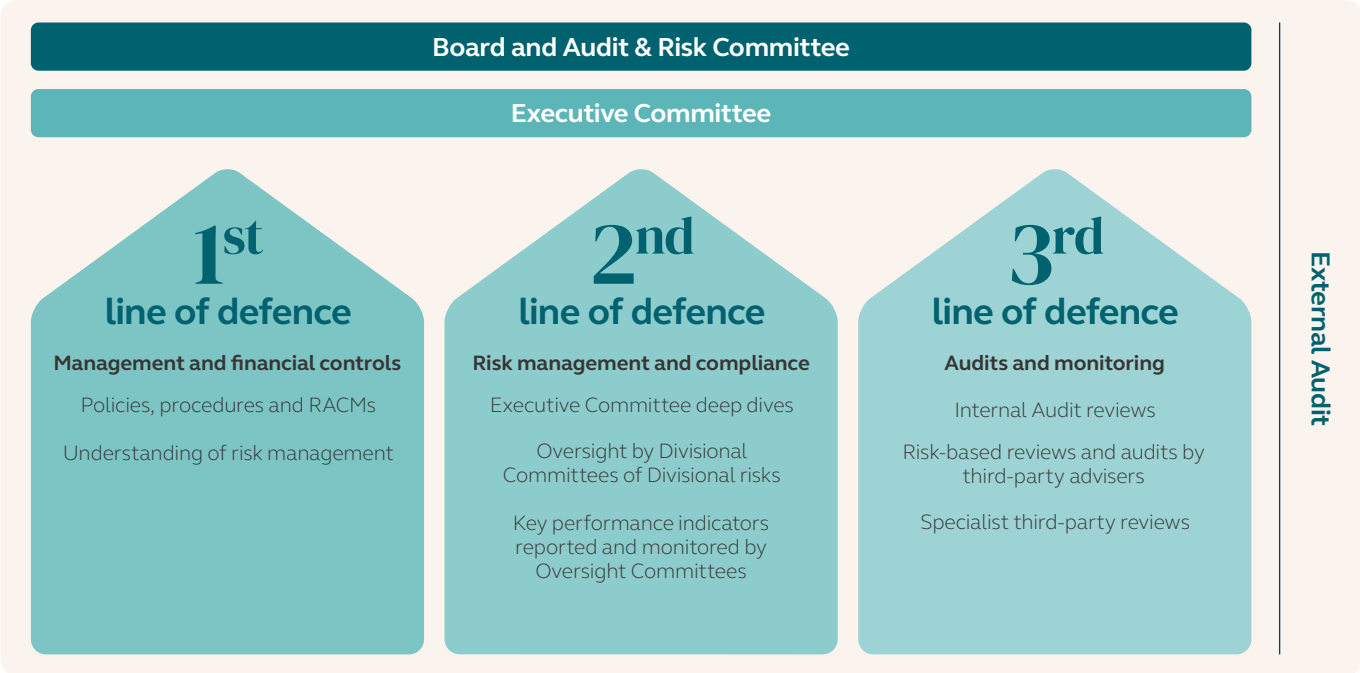 Board and Audit & Risk Committee
Executive Committee
1st
line of defence
Management and financial controls
Policies, procedures and RACMs
Understanding of risk management
2nd
line of defence
Risk management and compliance
Executive Committee deep dives
Oversight by Divisional
Committees of Divisional risks
Key performance indicators
reported and monitored by
Oversight Committees
3rd
line of defence
Audits and monitoring
Internal Audit reviews
Risk-based reviews and audits by
third-party advisers
Specialist third-party reviews
External Audit